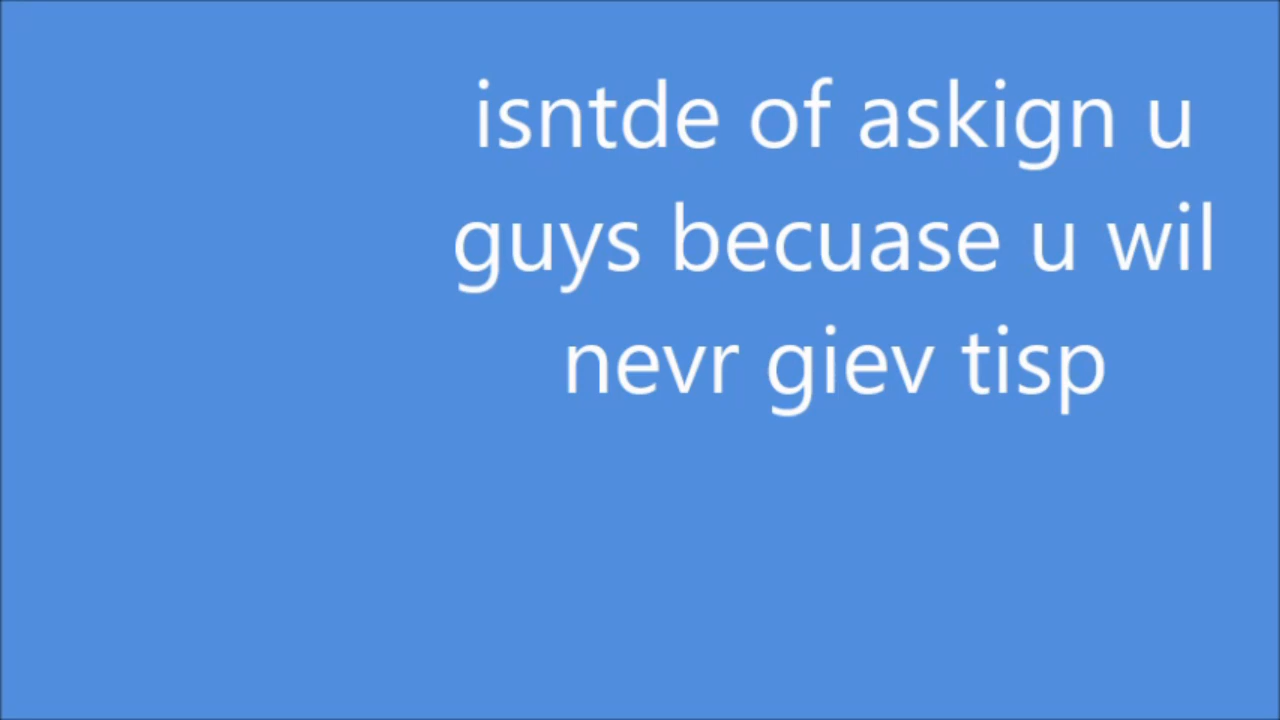 isntde of askign u
guys becuase u wil
nevr giev tisp